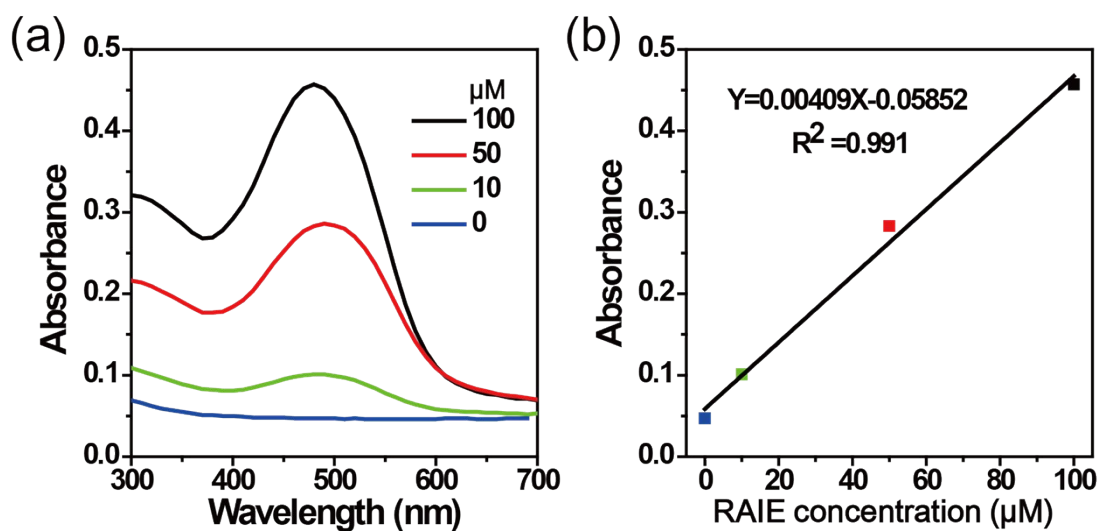 (a)
0.5
0.4
0.3
0.2
0.1
0.0
Absorbance
µM
100
50
10
0
300 400 500 600 700
Wavelength (nm)
(b)
0.5
0.4
0.3
0.2
0.1
0.0
Absorbance
Y=0.00409X-0.05852
R² =0.991
0 20 40 60 80 100
RAIE concentration (µM)